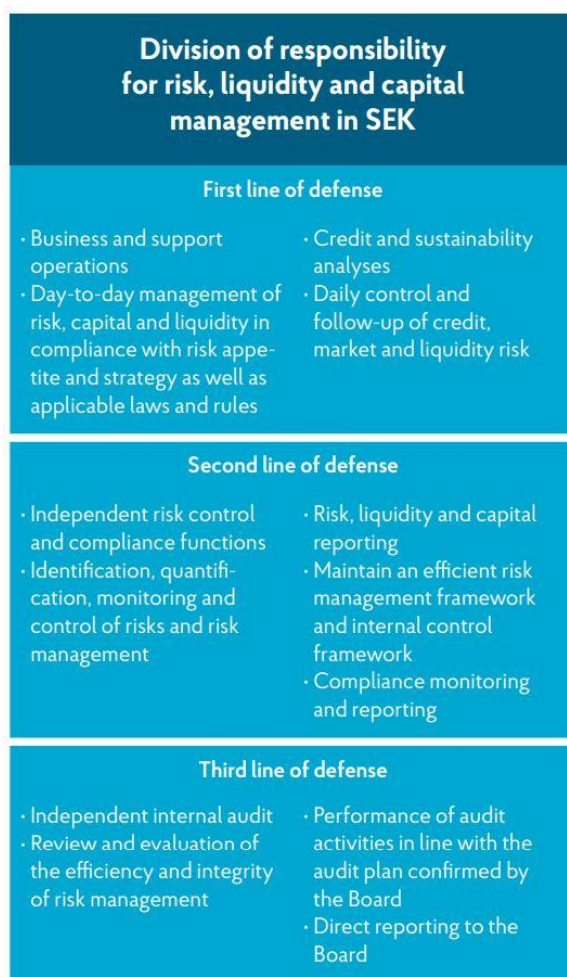 Division of responsibility
for risk, liquidity and capital
management in SEK
First line of defense
· Business and support
operations
· Day-to-day management of
risk, capital and liquidity in
compliance with risk appe-
tite and strategy as well as
applicable laws and rules
· Credit and sustainability
analyses
· Daily control and
follow-up of credit,
market and liquidity risk
Second line of defense
· Independent risk control
and compliance functions
· Identification, quantifi-
cation, monitoring and
control of risks and risk
management
· Risk, liquidity and capital
reporting
· Maintain an efficient risk
management framework
and internal control
framework
· Compliance monitoring
and reporting
Third line of defense
· Independent internal audit
· Review and evaluation of
the efficiency and integrity
of risk management
· Performance of audit
activities in line with the
audit plan confirmed by
the Board
· Direct reporting to the
Board